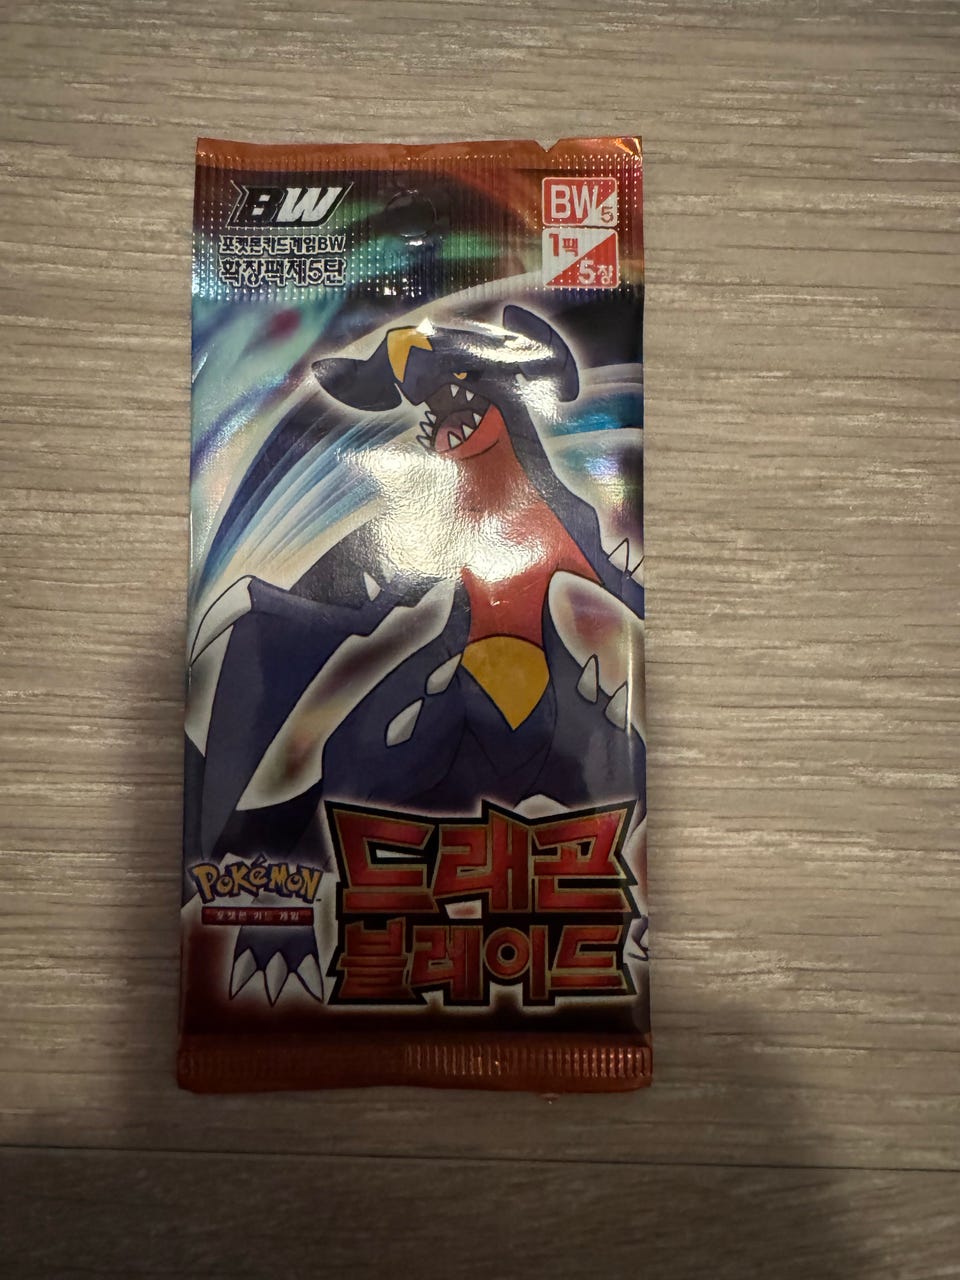 BW
포켓몬카드게임BW
확장팩제5탄
BW5
1팩
5장
POKéMON
포켓몬 카드 게임
드래곤
블레이드